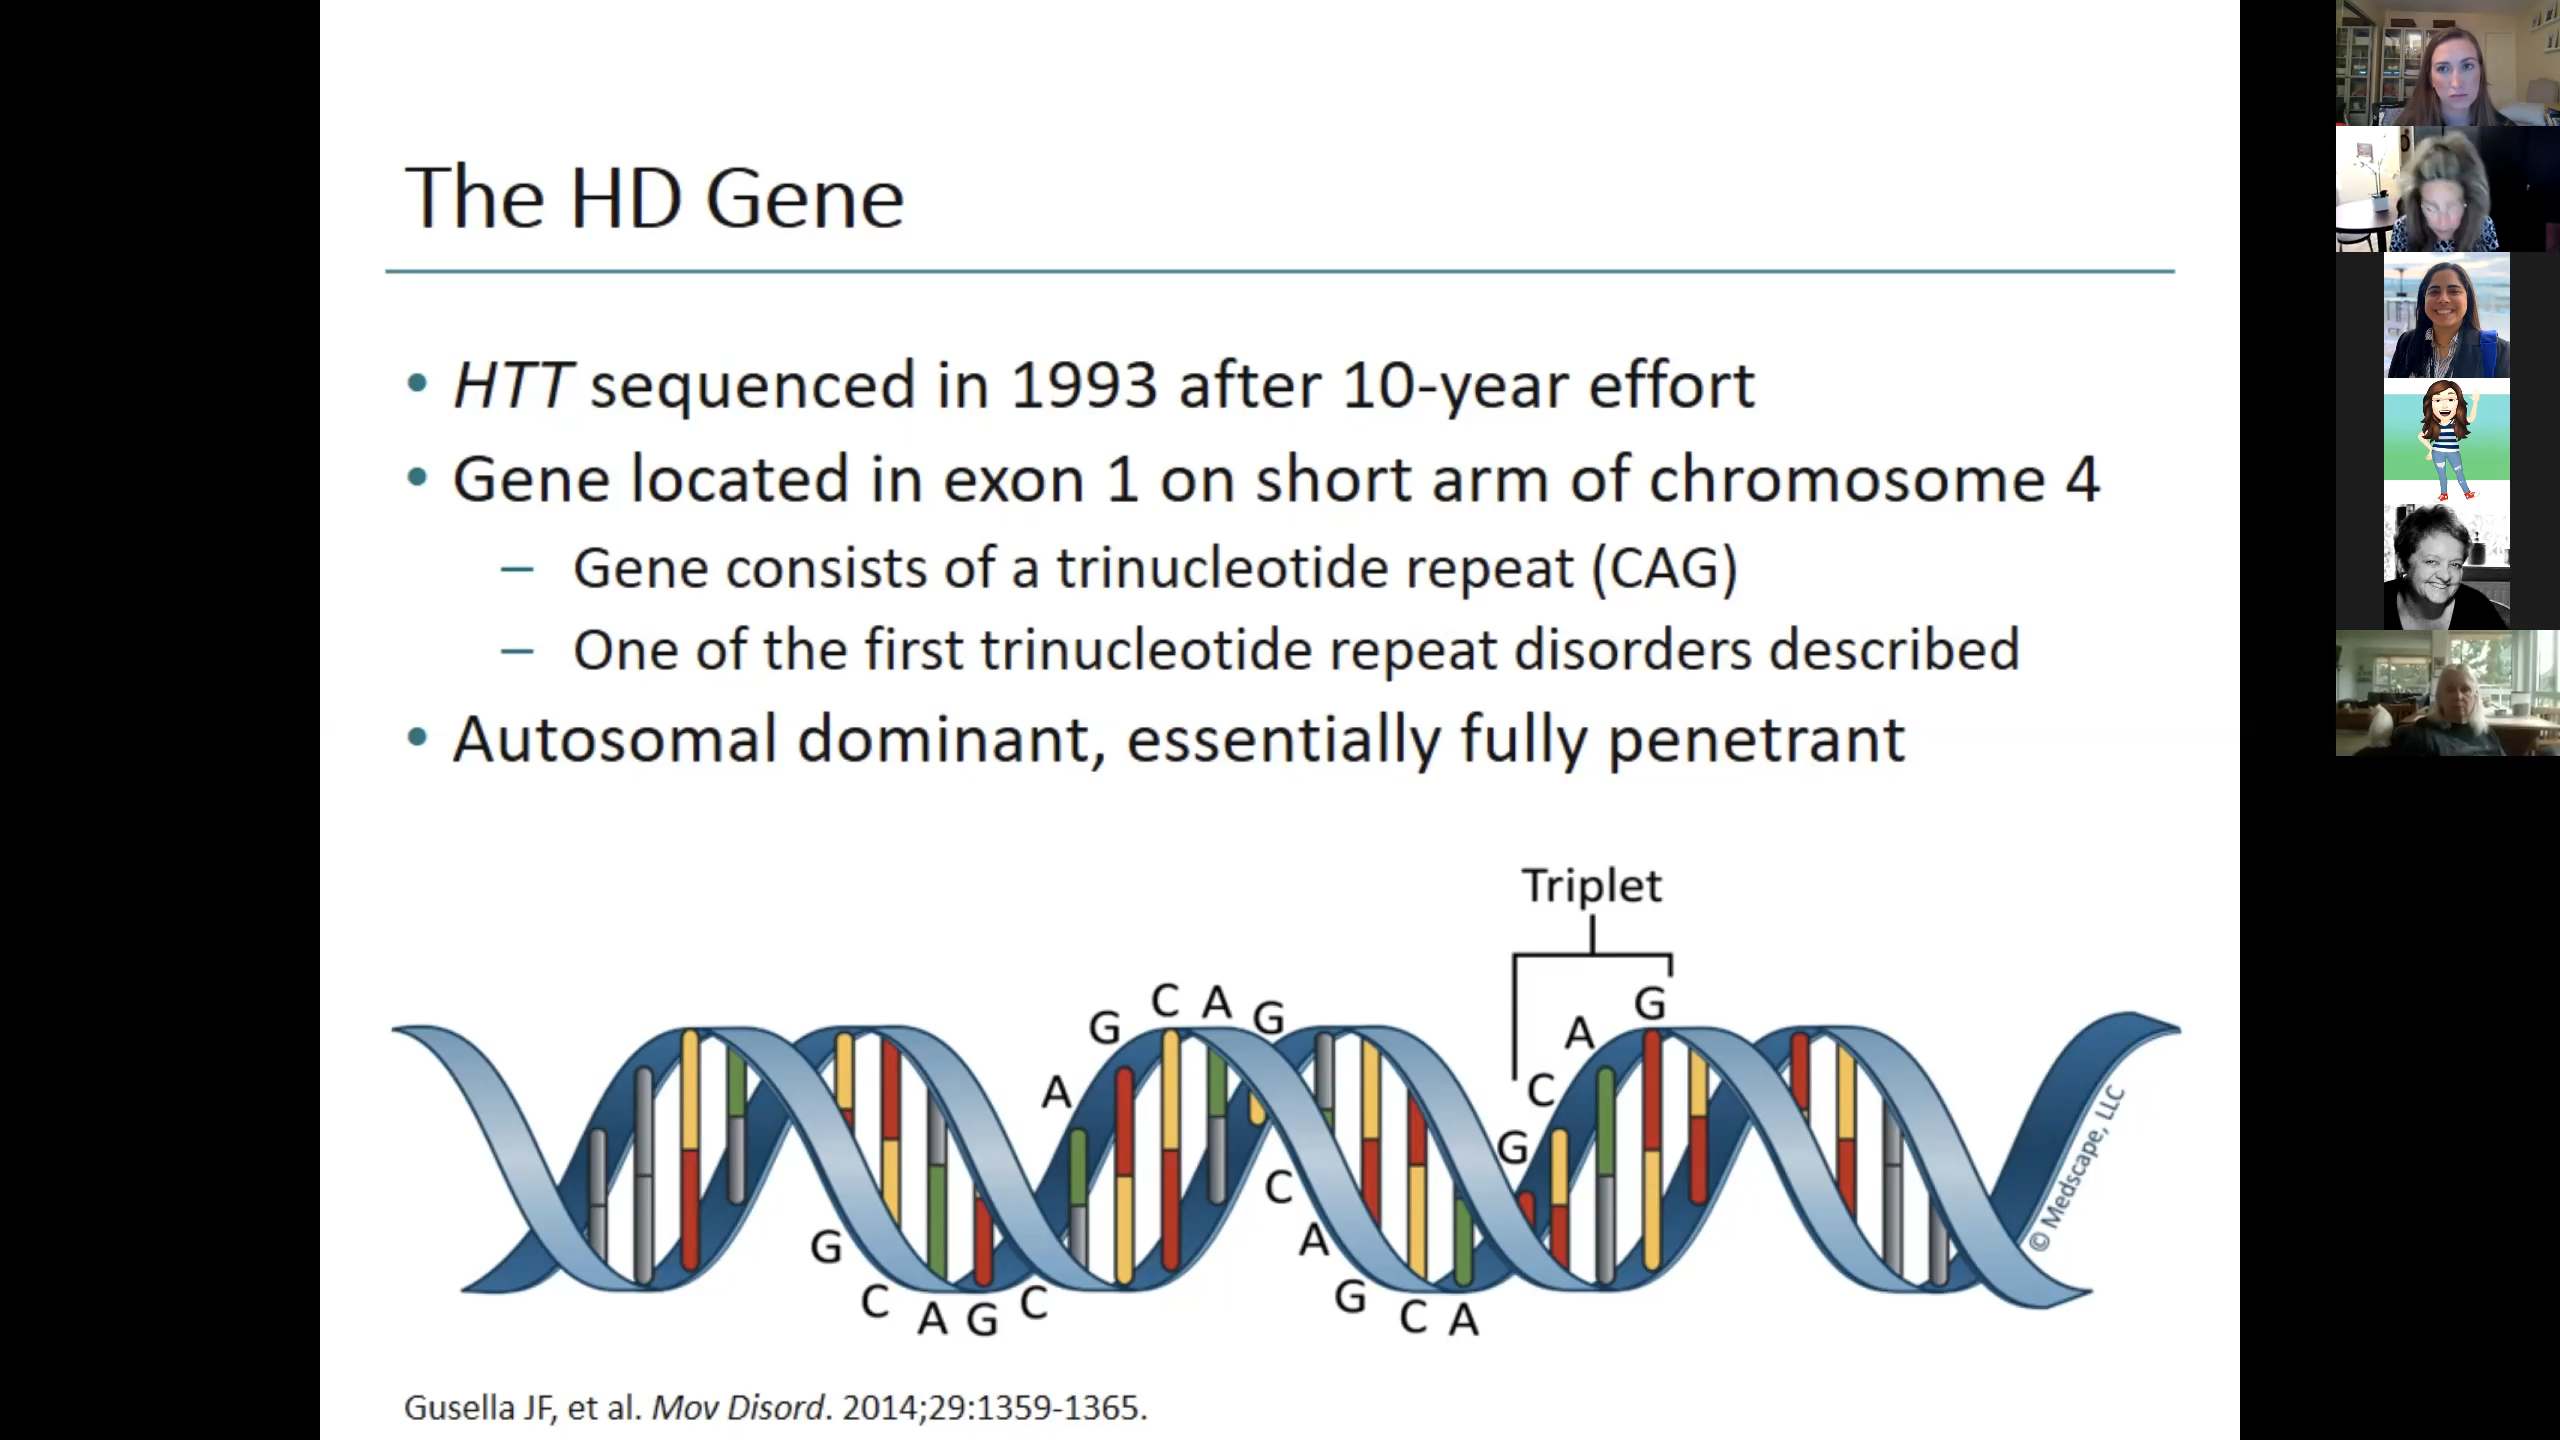 The HD Gene
• HTT sequenced in 1993 after 10-year effort
• Gene located in exon 1 on short arm of chromosome 4
– Gene consists of a trinucleotide repeat (CAG)
– One of the first trinucleotide repeat disorders described
• Autosomal dominant, essentially fully penetrant
Triplet
G C A G C A G C A G C A G C A G C A G
© Medscape, LLC
Gusella JF, et al. Mov Disord. 2014;29:1359-1365.